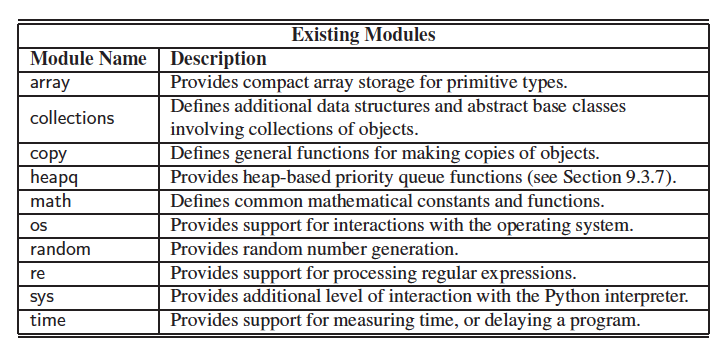 Existing Modules
Module Name Description
array Provides compact array storage for primitive types.
collections Defines additional data structures and abstract base classes
involving collections of objects.
copy Defines general functions for making copies of objects.
heapq Provides heap-based priority queue functions (see Section 9.3.7).
math Defines common mathematical constants and functions.
os Provides support for interactions with the operating system.
random Provides random number generation.
re Provides support for processing regular expressions.
sys Provides additional level of interaction with the Python interpreter.
time Provides support for measuring time, or delaying a program.